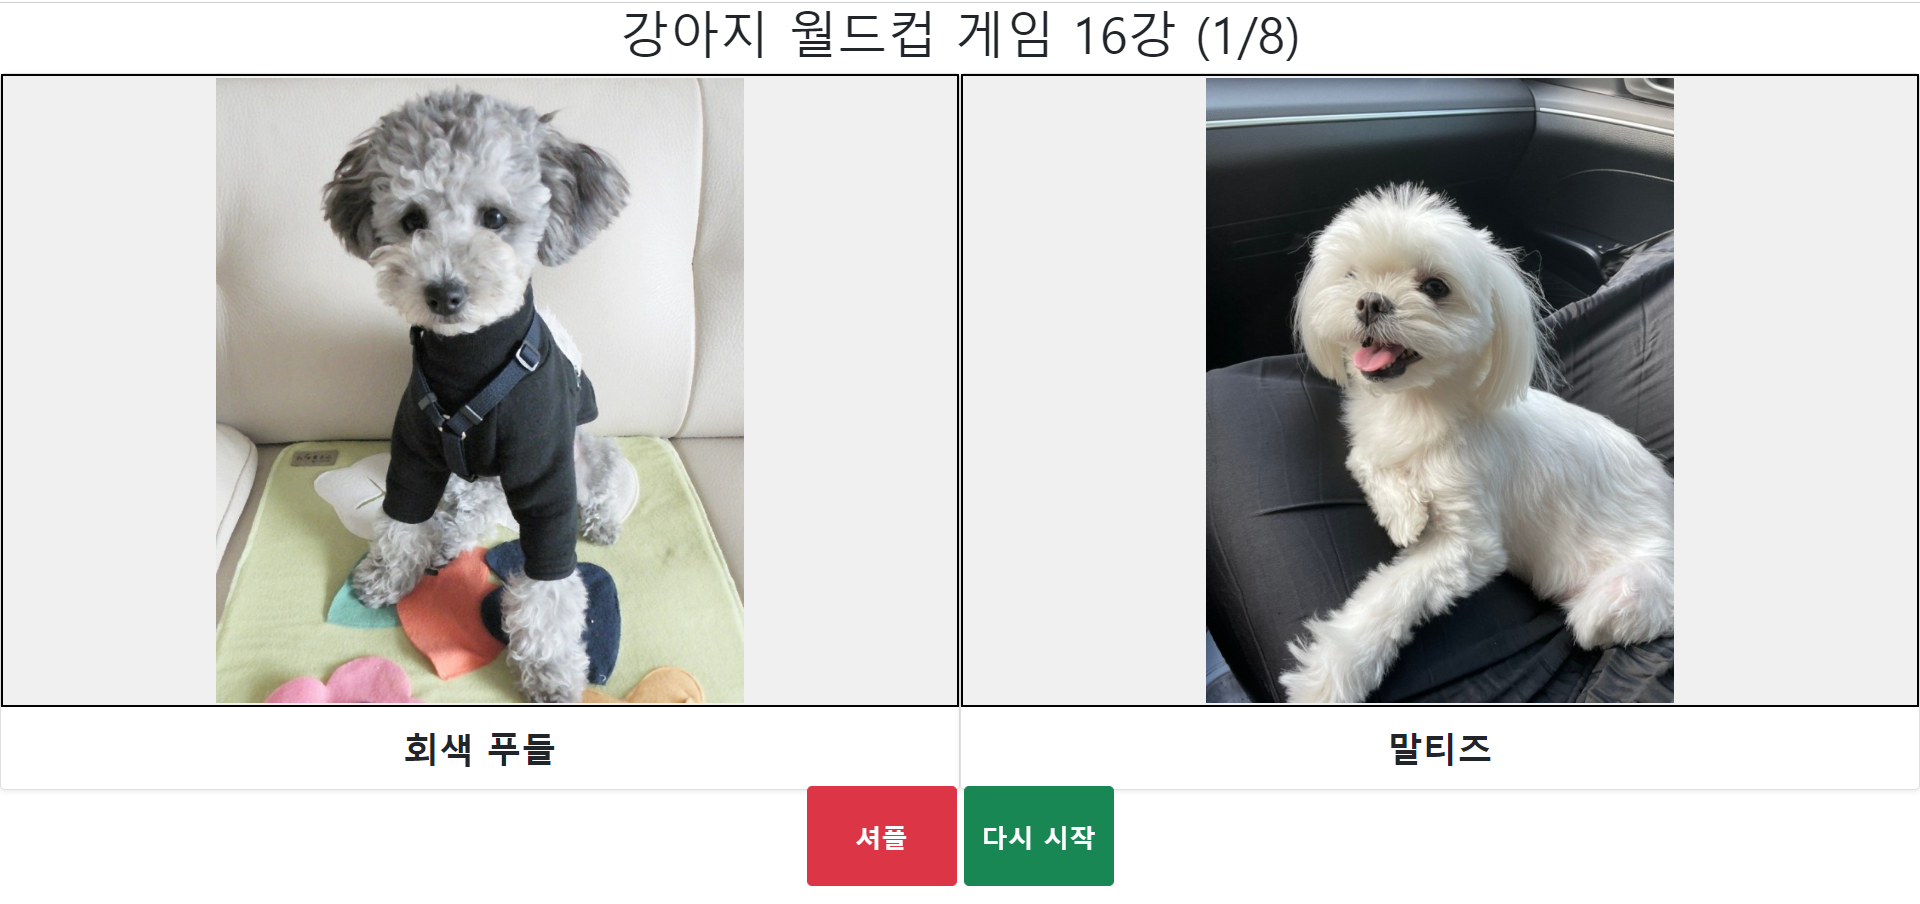 강아지 월드컵 게임 16강 (1/8)
회색 푸들
말티즈
셔플
다시 시작